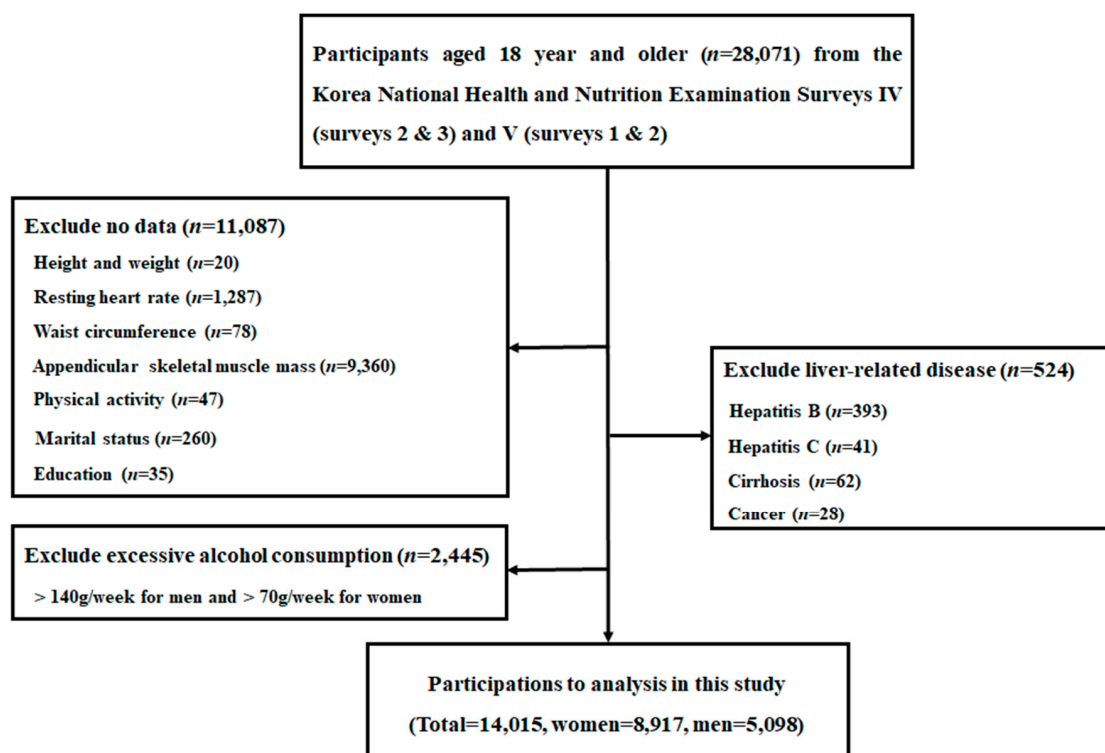 Participants aged 18 year and older (n=28,071) from the
Korea National Health and Nutrition Examination Surveys IV
(surveys 2 & 3) and V (surveys 1 & 2)
Exclude no data (n=11,087)
Height and weight (n=20)
Resting heart rate (n=1,287)
Waist circumference (n=78)
Appendicular skeletal muscle mass (n=9,360)
Physical activity (n=47)
Marital status (n=260)
Education (n=35)
Exclude liver-related disease (n=524)
Hepatitis B (n=393)
Hepatitis C (n=41)
Cirrhosis (n=62)
Cancer (n=28)
Exclude excessive alcohol consumption (n=2,445)
> 140g/week for men and > 70g/week for women
Participations to analysis in this study
(Total=14,015, women=8,917, men=5,098)